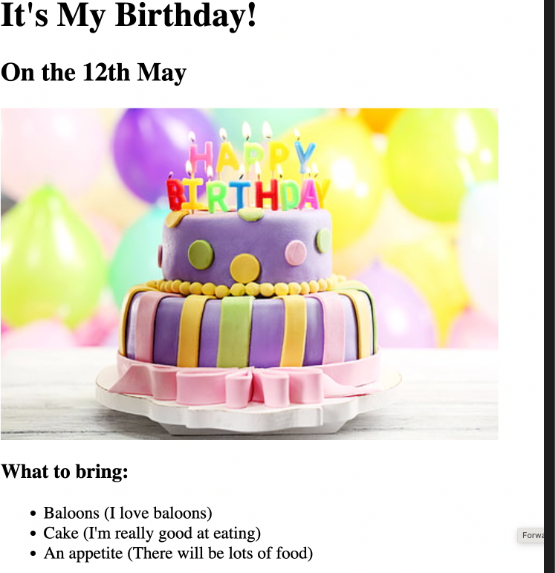 It's My Birthday!
On the 12th May
HAPPY
BIRTHDAY
What to bring:
Baloons (I love baloons)
Cake (I'm really good at eating)
An appetite (There will be lots of food)